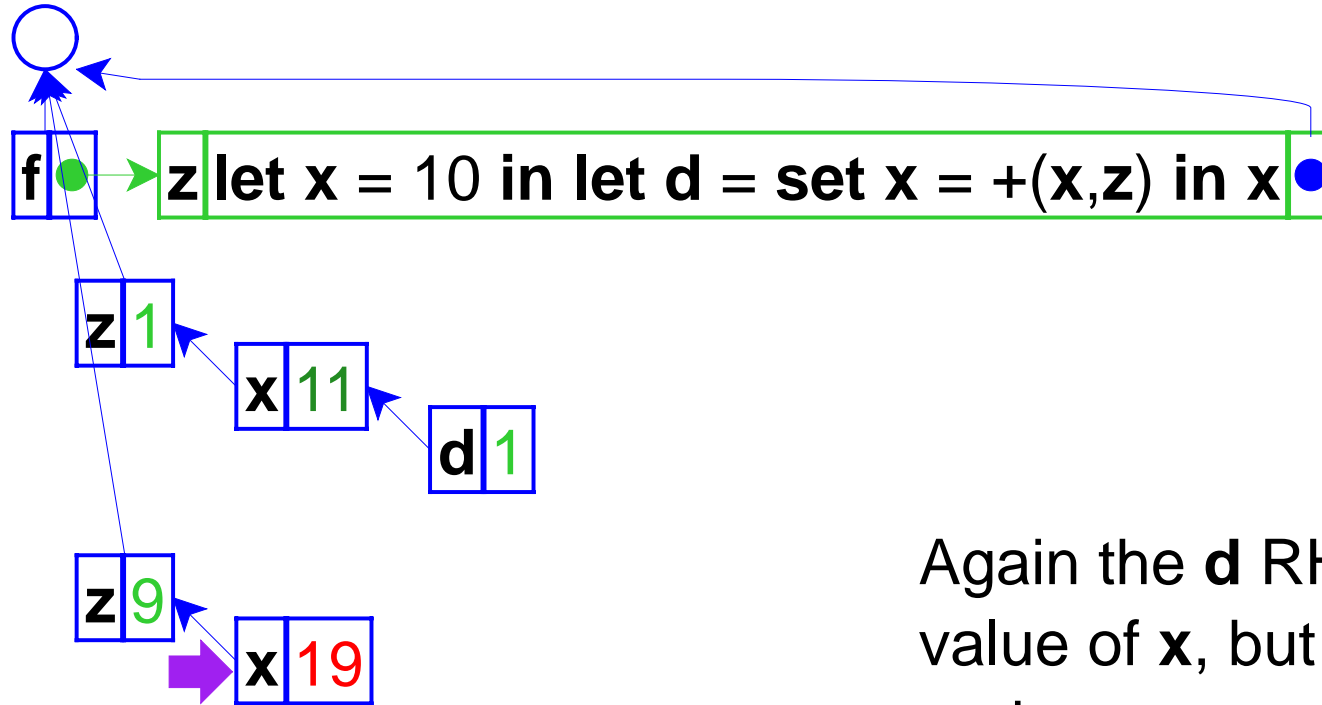 f z let x = 10 in let d = set x = +(x,z) in x
z 1
x 11
d 1
Again the d
z 9
value of x, but
x 19